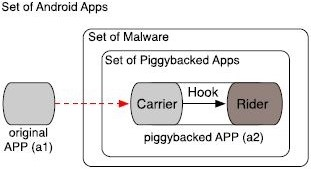 Set of Android Apps
Set of Malware
Set of Piggybacked Apps
Hook
Carrier
Rider
original
APP (a1)
piggybacked APP (a2)